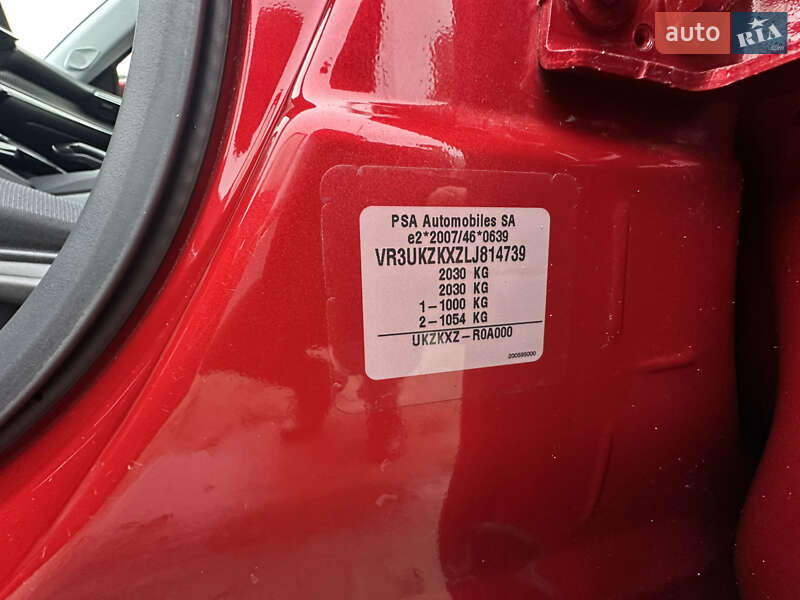 auto RIA
.com
PSA Automobiles SA
e2*2007/46*0639
VR3UKZKXZLJ814739
2030 KG
2030 KG
1-1000 KG
2-1054 KG
UKZKXZ-R0A000
200595000